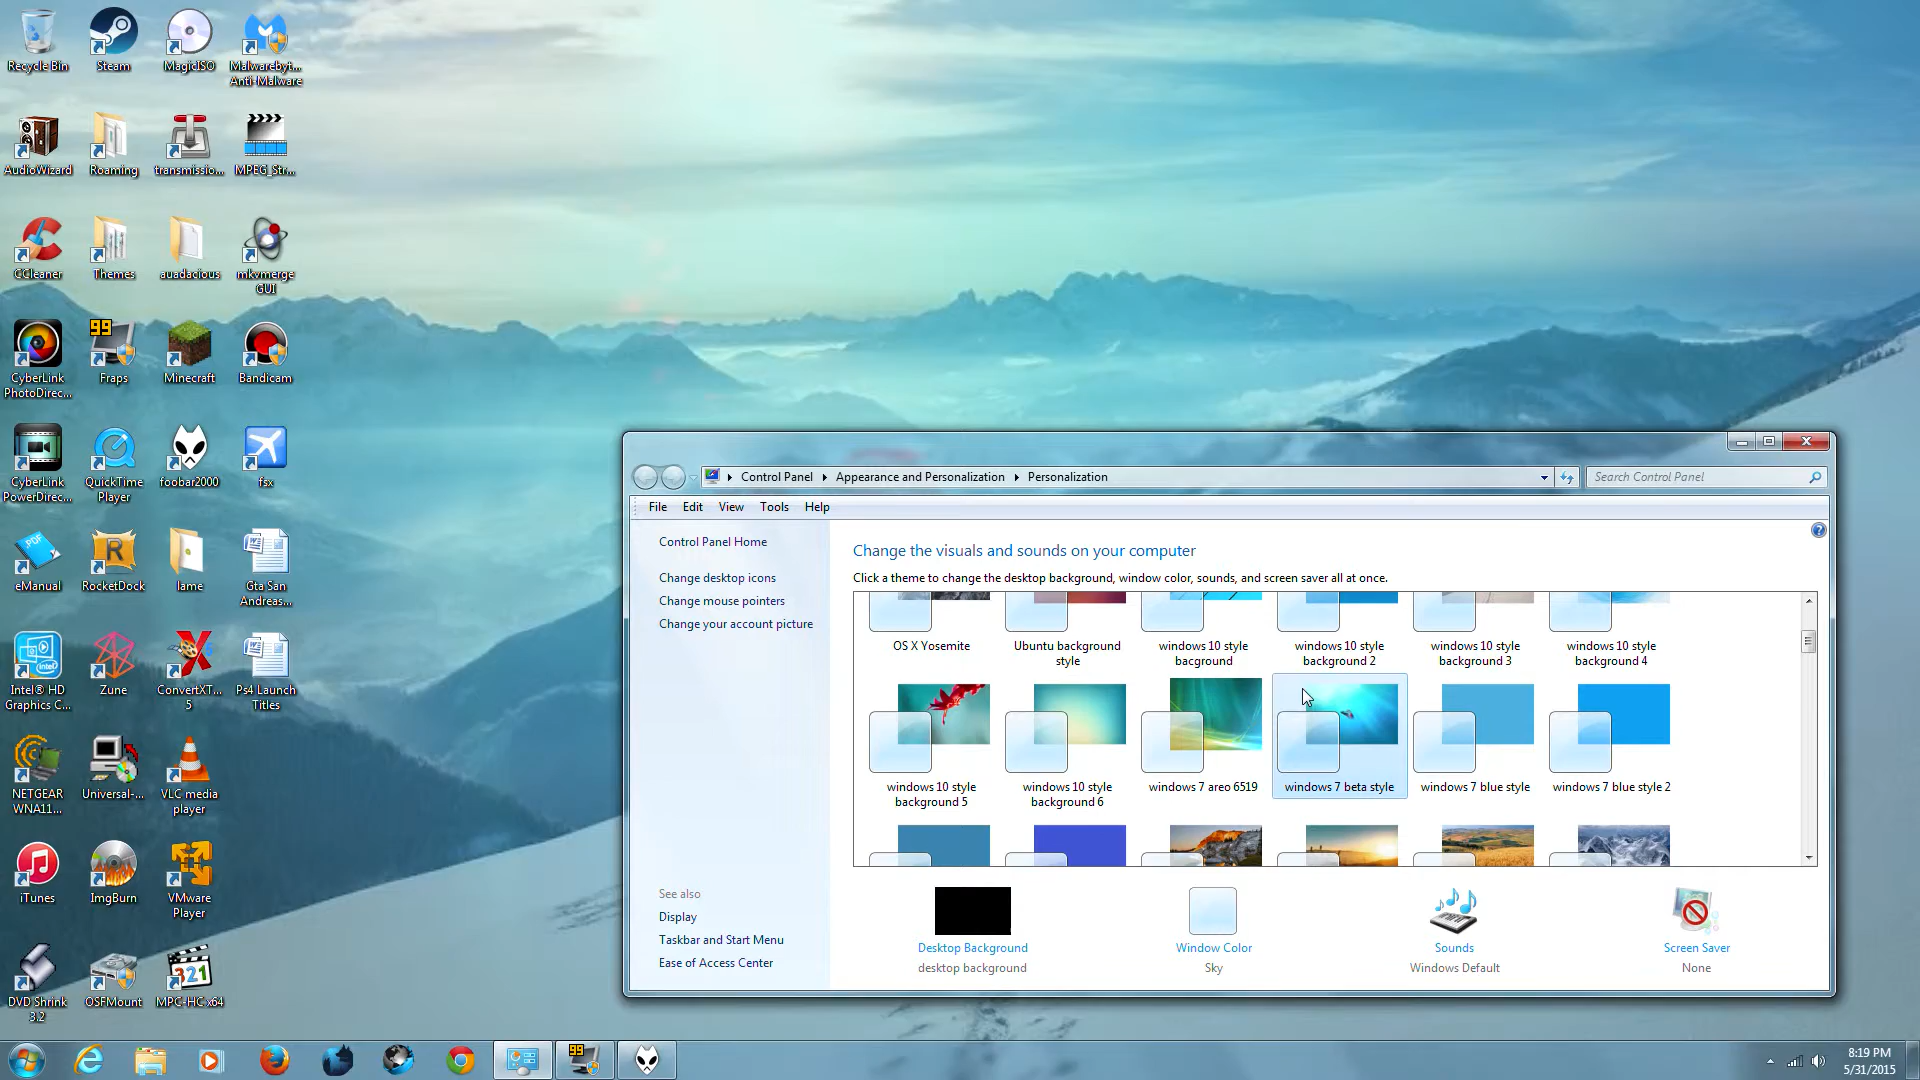 Recycle Bin
Steam
MagicISO
Malwarebyt...
Anti-Malware
AudioWizard
Roaming
transmissio...
MPEG_Str...
CCleaner
Themes
auadacious
mkvmerge
GUI
CyberLink
PhotoDirec...
99
Fraps
Minecraft
Bandicam
CyberLink
PowerDirec...
QuickTime
Player
foobar2000
fsx
PDF
eManual
R
RocketDock
lame
Gta San
Andreas...
intel
Intel® HD
Graphics C...
Zune
ConvertXT...
5
Ps4 Launch
Titles
NETGEAR
WNA11...
Universal-...
VLC media
player
iTunes
ImgBurn
VMware
Player
DVD Shrink
3.2
OSFMount
321
MPC-HC x64
Control Panel
Appearance and Personalization
Personalization
Search Control Panel
File Edit View Tools Help
Control Panel Home
Change desktop icons
Change mouse pointers
Change your account picture
See also
Display
Taskbar and Start Menu
Ease of Access Center
Change the visuals and sounds on your computer
Click a theme to change the desktop background, window color, sounds, and screen saver all at once.
OS X Yosemite
Ubuntu background
style
windows 10 style
bacground
windows 10 style
background 2
windows 10 style
background 3
windows 10 style
background 4
windows 10 style
background 5
windows 10 style
background 6
windows 7 areo 6519
windows 7 beta style
windows 7 blue style
windows 7 blue style 2
Desktop Background
desktop background
Window Color
Sky
Sounds
Windows Default
Screen Saver
None
99
8:19 PM
5/31/2015